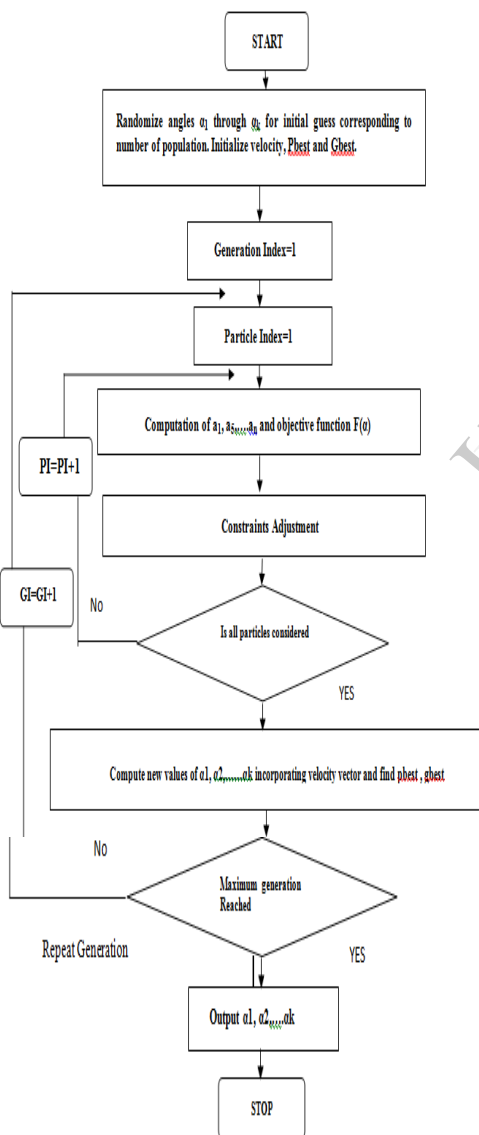 START
Randomize angles α₁ through αₖ for initial guess corresponding to
number of population. Initialize velocity, Pbest and Gbest.
Generation Index=1
Particle Index=1
Computation of a₁, a₅,....aₙ and objective function F(α)
PI=PI+1
Constraints Adjustment
GI=GI+1
No
Is all particles considered
YES
Compute new values of α1, α2,......αk incorporating velocity vector and find pbest , gbest
No
Maximum generation
Reached
Repeat Generation
YES
Output α1, α2,....αk
STOP